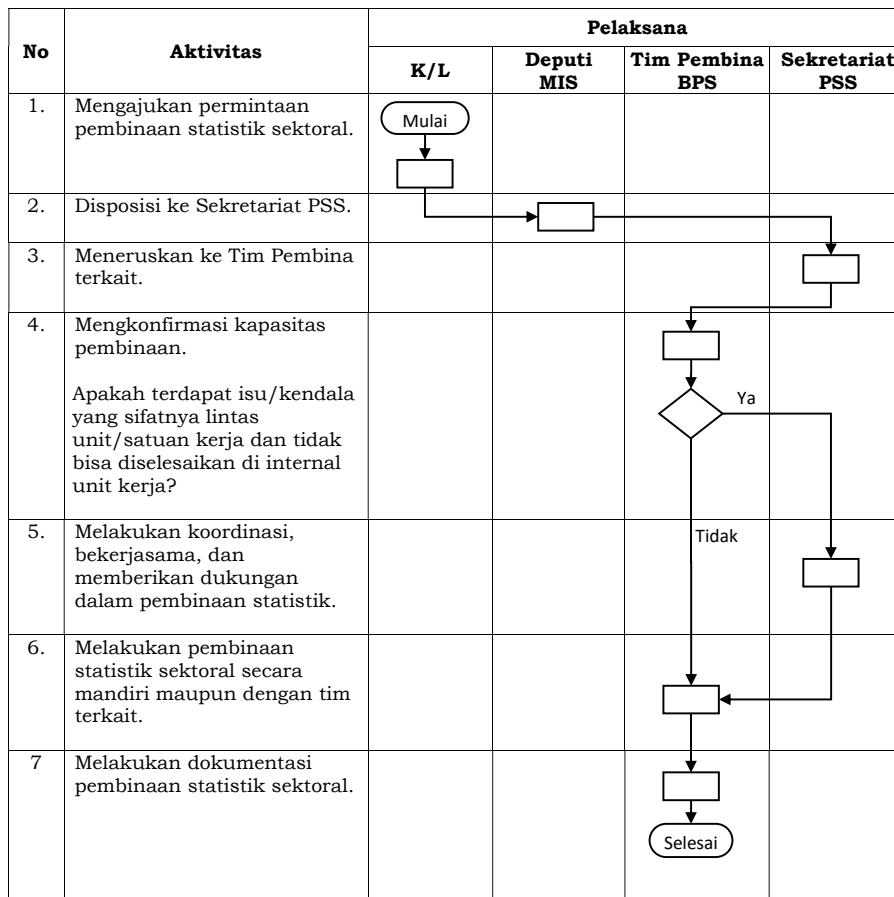 Pelaksana
No
Aktivitas
K/L
Deputi
MIS
Tim Pembina
BPS
Sekretariat
PSS
1.
Mengajukan permintaan
pembinaan statistik sektoral.
Mulai
2.
Disposisi ke Sekretariat PSS.
3.
Meneruskan ke Tim Pembina
terkait.
4.
Mengkonfirmasi kapasitas
pembinaan.
Apakah terdapat isu/kendala
yang sifatnya lintas
unit/satuan kerja dan tidak
bisa diselesaikan di internal
unit kerja?
Ya
5.
Melakukan koordinasi,
bekerjasama, dan
memberikan dukungan
dalam pembinaan statistik.
Tidak
6.
Melakukan pembinaan
statistik sektoral secara
mandiri maupun dengan tim
terkait.
7
Melakukan dokumentasi
pembinaan statistik sektoral.
Selesai